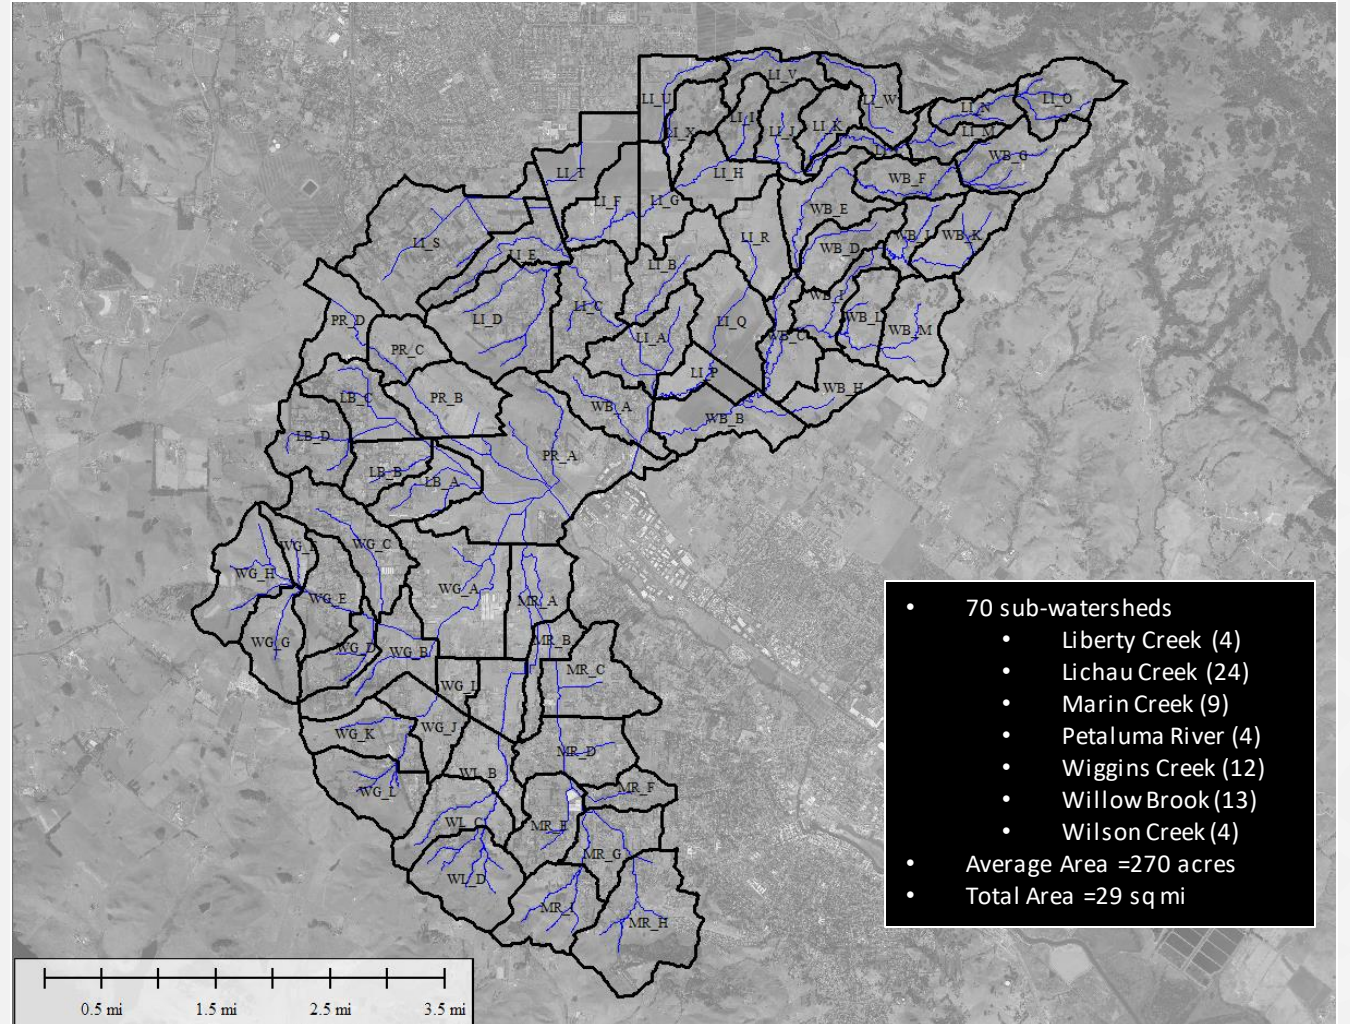 LI_V
LI_U
LI_W
LI_O
LI_N
LI_X
LI_I
LI_J
LI_K
LI_M
WB_G
LI_T
LI_H
WB_F
LI_F
LI_G
WB_E
LI_S
LI_R
WB_D
WB_J
WB_K
LI_E
LI_B
WB_I
LI_C
LI_D
PR_D
LI_Q
WB_L
WB_M
LI_A
WB_C
PR_C
LI_P
WB_H
LB_C
PR_B
WB_A
WB_B
LB_D
PR_A
LB_B
LB_A
WG_C
WG_H
WG_E
WG_A
MR_A
WG_G
WG_D
WG_B
MR_B
MR_C
WG_I
WG_K
WG_J
MR_D
WL_B
WG_L
MR_F
WL_C
MR_E
MR_G
WL_D
MR_I
MR_H
• 70 sub-watersheds
• Liberty Creek (4)
• Lichau Creek (24)
• Marin Creek (9)
• Petaluma River (4)
• Wiggins Creek (12)
• Willow Brook (13)
• Wilson Creek (4)
• Average Area =270 acres
• Total Area =29 sq mi
0.5 mi 1.5 mi 2.5 mi 3.5 mi